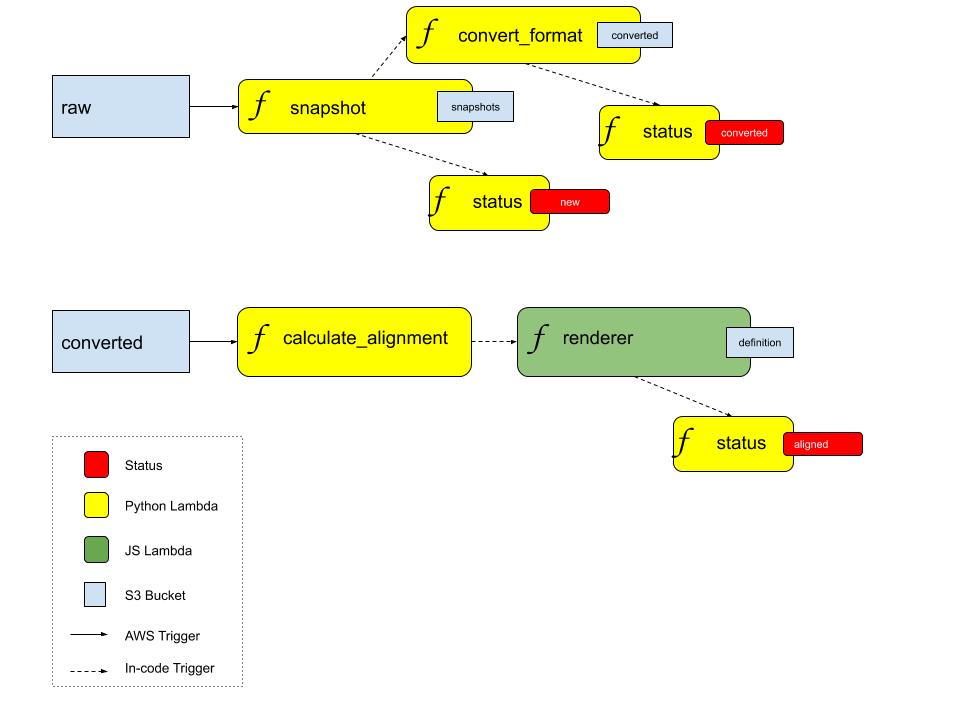 f convert_format converted
raw
f snapshot snapshots
f status converted
f status new
converted
f calculate_alignment
f renderer definition
f status aligned
Status
Python Lambda
JS Lambda
S3 Bucket
AWS Trigger
In-code Trigger